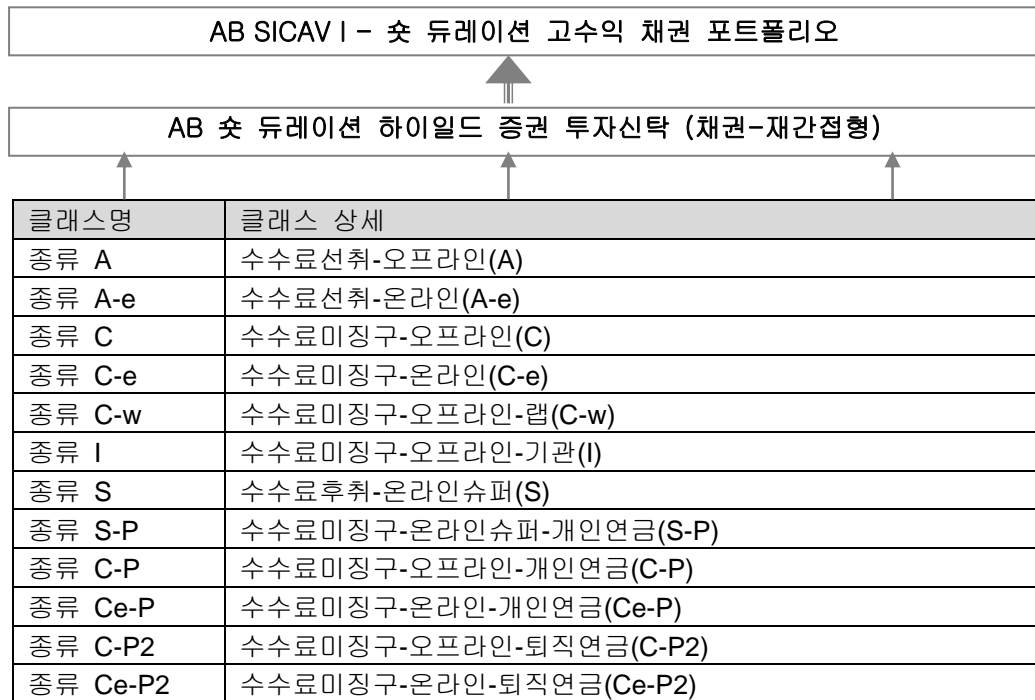 AB SICAV I - 숏 듀레이션 고수익 채권 포트폴리오
AB 숏 듀레이션 하이일드 증권 투자신탁 (채권-재간접형)
클래스명 클래스 상세
종류 A 수수료선취-오프라인(A)
종류 A-e 수수료선취-온라인(A-e)
종류 C 수수료미징구-오프라인(C)
종류 C-e 수수료미징구-온라인(C-e)
종류 C-w 수수료미징구-오프라인-랩(C-w)
종류 I 수수료미징구-오프라인-기관(I)
종류 S 수수료후취-온라인슈퍼(S)
종류 S-P 수수료미징구-온라인슈퍼-개인연금(S-P)
종류 C-P 수수료미징구-오프라인-개인연금(C-P)
종류 Ce-P 수수료미징구-온라인-개인연금(Ce-P)
종류 C-P2 수수료미징구-오프라인-퇴직연금(C-P2)
종류 Ce-P2 수수료미징구-온라인-퇴직연금(Ce-P2)